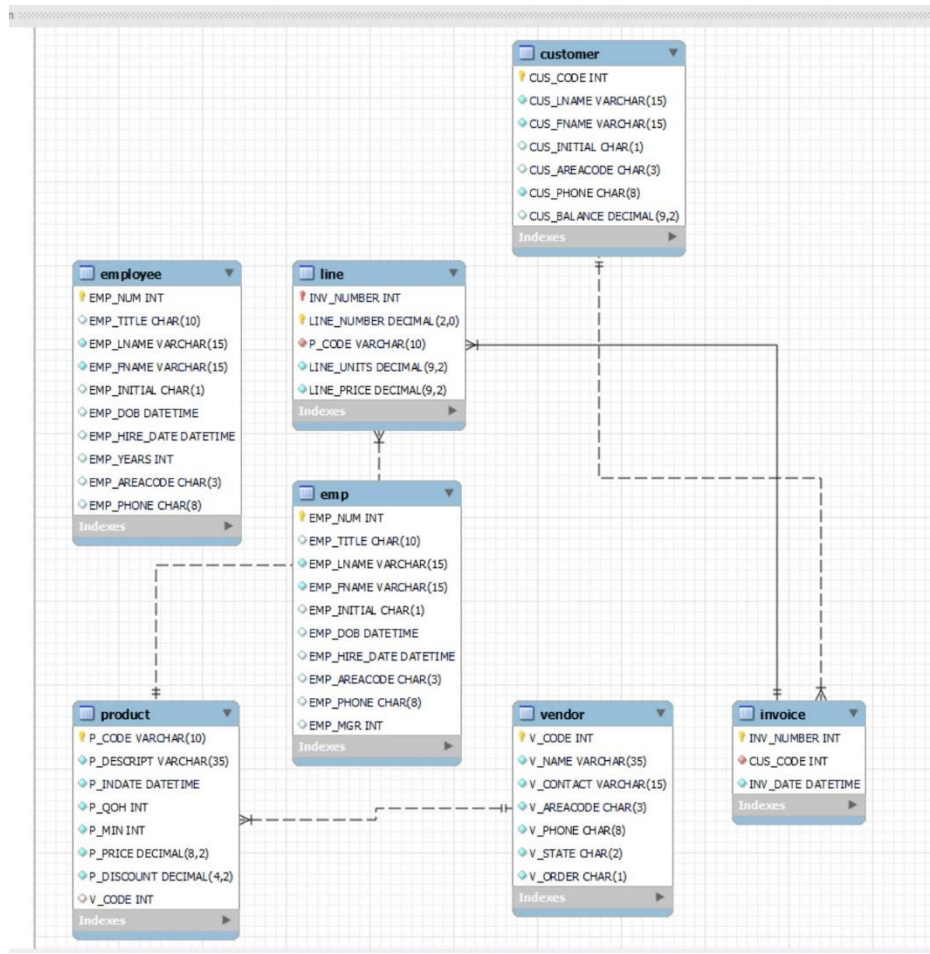 customer
CUS_CODE INT
CUS_LNAME VARCHAR(15)
CUS_FNAME VARCHAR(15)
CUS_INITIAL CHAR(1)
CUS_AREACODE CHAR(3)
CUS_PHONE CHAR(8)
CUS_BALANCE DECIMAL(9,2)
Indexes
employee
EMP_NUM INT
EMP_TITLE CHAR(10)
EMP_LNAME VARCHAR(15)
EMP_FNAME VARCHAR(15)
EMP_INITIAL CHAR(1)
EMP_DOB DATETIME
EMP_HIRE_DATE DATETIME
EMP_YEARS INT
EMP_AREACODE CHAR(3)
EMP_PHONE CHAR(8)
Indexes
line
INV_NUMBER INT
LINE_NUMBER DECIMAL(2,0)
P_CODE VARCHAR(10)
LINE_UNITS DECIMAL(9,2)
LINE_PRICE DECIMAL(9,2)
Indexes
emp
EMP_NUM INT
EMP_TITLE CHAR(10)
EMP_LNAME VARCHAR(15)
EMP_FNAME VARCHAR(15)
EMP_INITIAL CHAR(1)
EMP_DOB DATETIME
EMP_HIRE_DATE DATETIME
EMP_AREACODE CHAR(3)
EMP_PHONE CHAR(8)
EMP_MGR INT
Indexes
product
P_CODE VARCHAR(10)
P_DESCRIPT VARCHAR(35)
P_INDATE DATETIME
P_QOH INT
P_MIN INT
P_PRICE DECIMAL(8,2)
P_DISCOUNT DECIMAL(4,2)
V_CODE INT
Indexes
vendor
V_CODE INT
V_NAME VARCHAR(35)
V_CONTACT VARCHAR(15)
V_AREACODE CHAR(3)
V_PHONE CHAR(8)
V_STATE CHAR(2)
V_ORDER CHAR(1)
Indexes
invoice
INV_NUMBER INT
CUS_CODE INT
INV_DATE DATETIME
Indexes